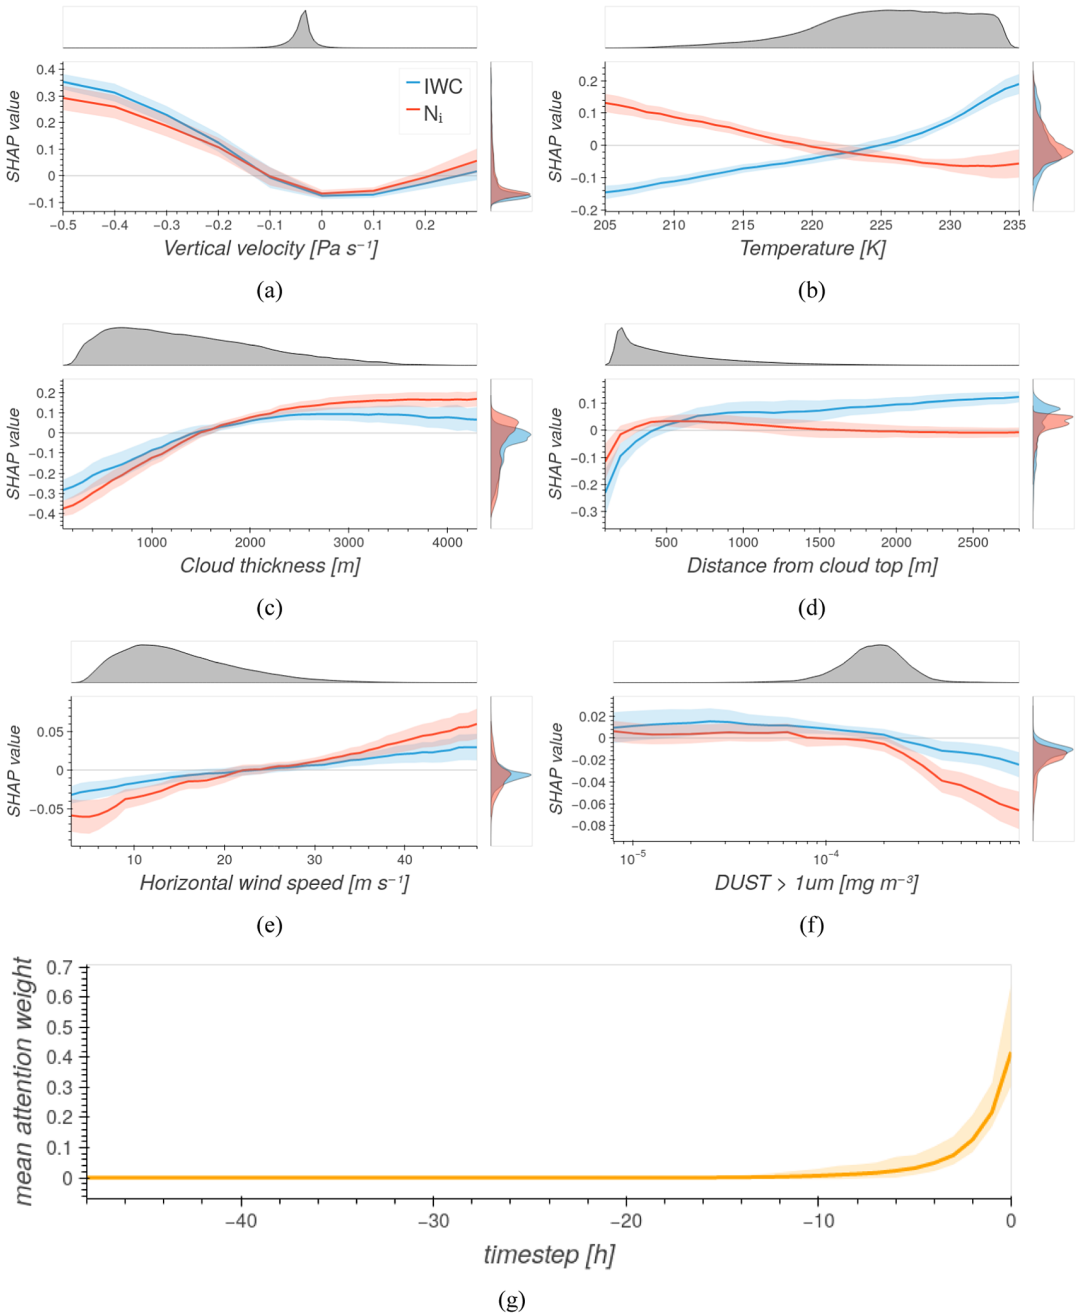 0.4
0.3
0.2
0.1
0
−0.1
SHAP value
IWC
Ni
−0.5 −0.4 −0.3 −0.2 −0.1 0.0 0.1 0.2
Vertical velocity [Pa s⁻¹]
(a)
0.2
0.1
0
−0.1
−0.2
SHAP value
205 210 215 220 225 230 235
Temperature [K]
(b)
0.2
0.1
0
−0.1
−0.2
−0.3
−0.4
SHAP value
1000 2000 3000 4000
Cloud thickness [m]
(c)
0.1
0
−0.1
−0.2
−0.3
SHAP value
500 1000 1500 2000 2500
Distance from cloud top [m]
(d)
0.05
0
−0.05
SHAP value
10 20 30 40
Horizontal wind speed [m s⁻¹]
(e)
0.02
0
−0.02
−0.04
−0.06
−0.08
SHAP value
10⁻⁵ 10⁻⁴
DUST > 1um [mg m⁻³]
(f)
0.7
0.6
0.5
0.4
0.3
0.2
0.1
0
mean attention weight
−40 −30 −20 −10 0
timestep [h]
(g)